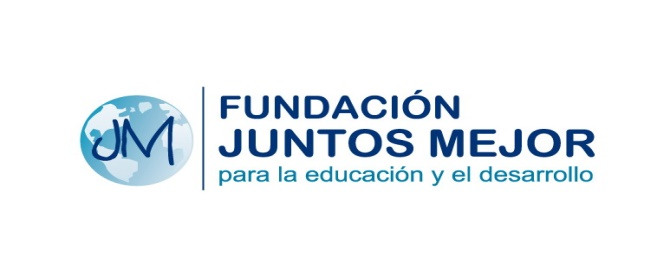 JM
FUNDACIÓN
JUNTOS MEJOR
para la educación y el desarrollo